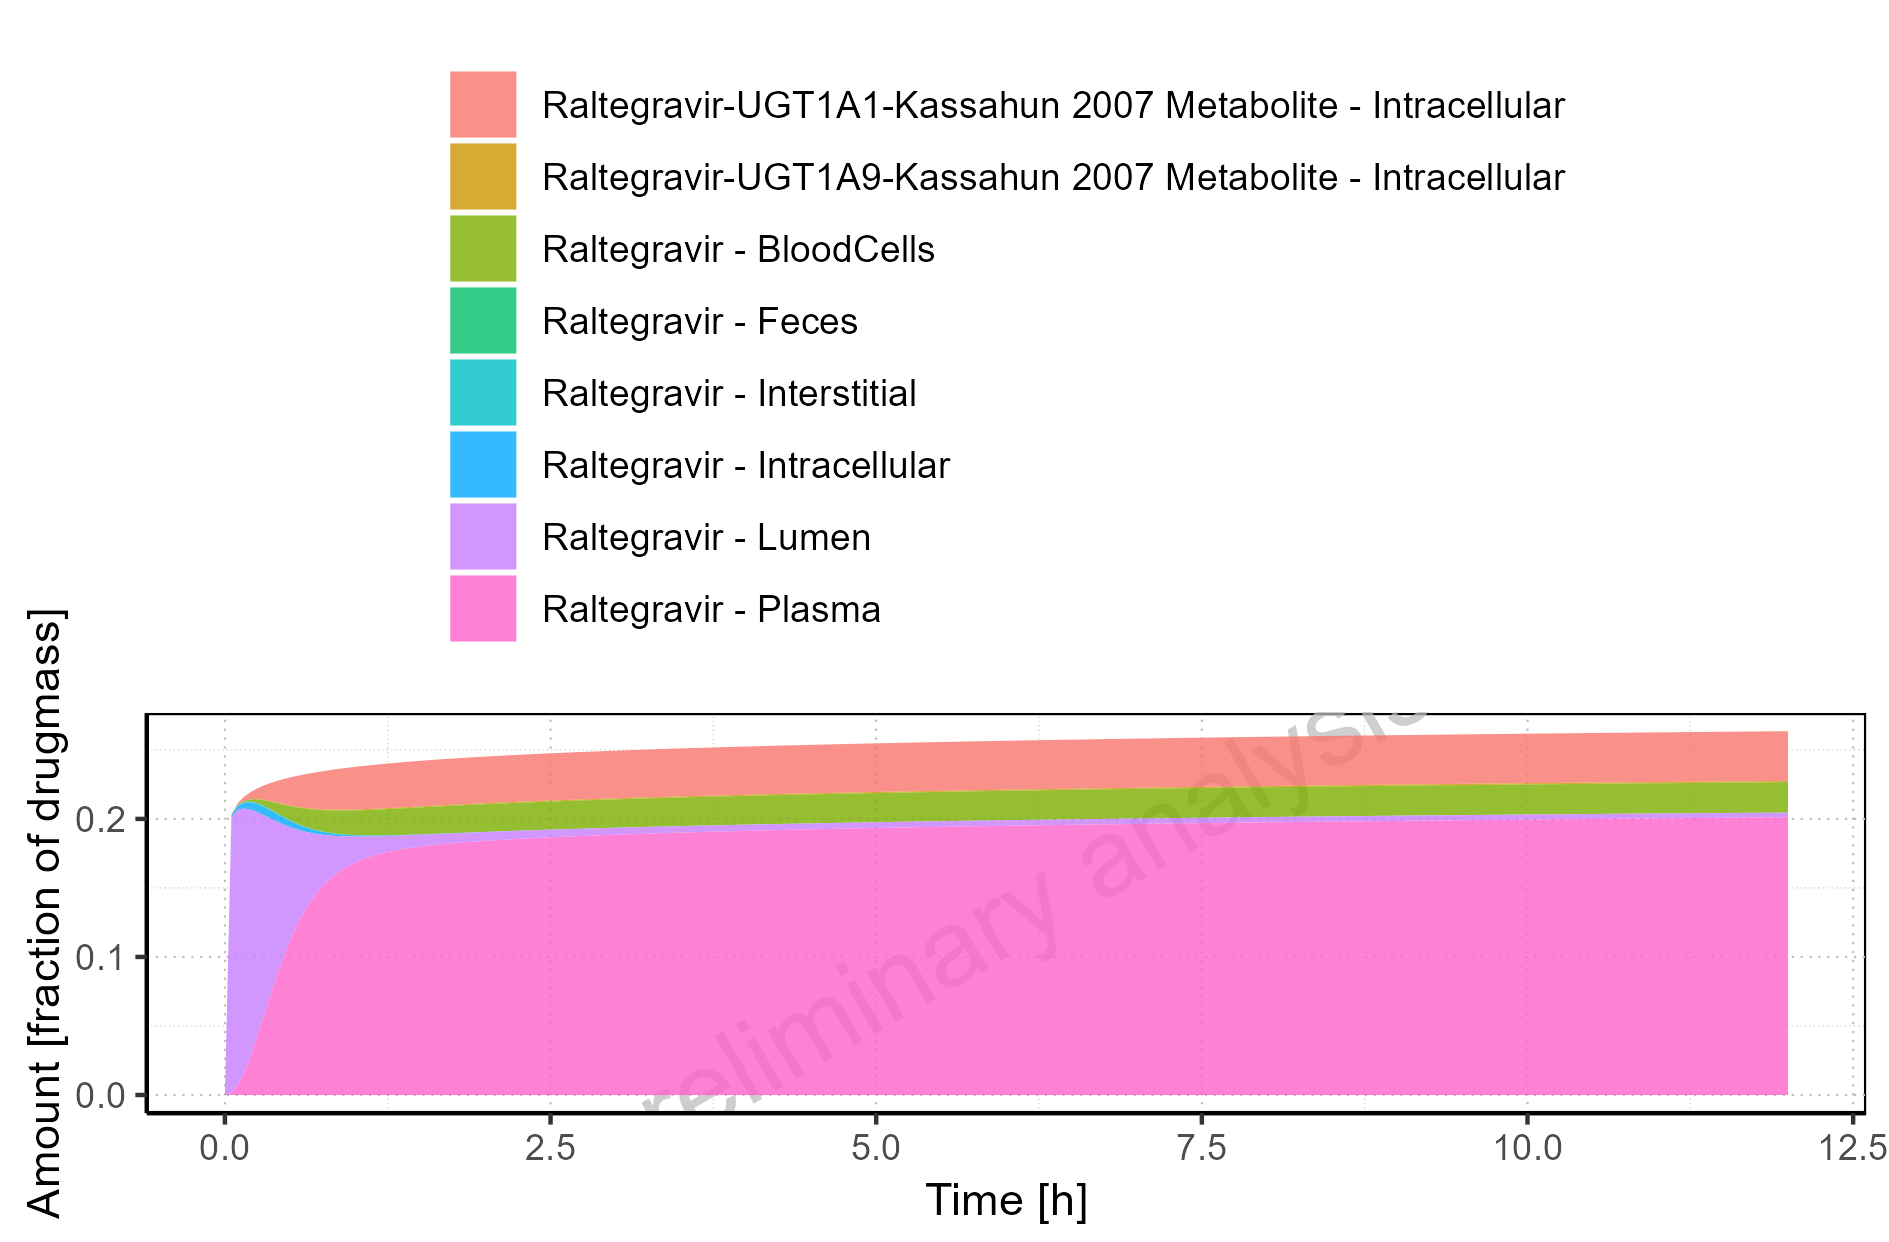 Raltegravir-UGT1A1-Kassahun 2007 Metabolite - Intracellular
Raltegravir-UGT1A9-Kassahun 2007 Metabolite - Intracellular
Raltegravir - BloodCells
Raltegravir - Feces
Raltegravir - Interstitial
Raltegravir - Intracellular
Raltegravir - Lumen
Raltegravir - Plasma
Amount [fraction of drugmass]
0.2
0.1
0.0
reliminary analysis
0.0 2.5 5.0 7.5 10.0 12.5
Time [h]